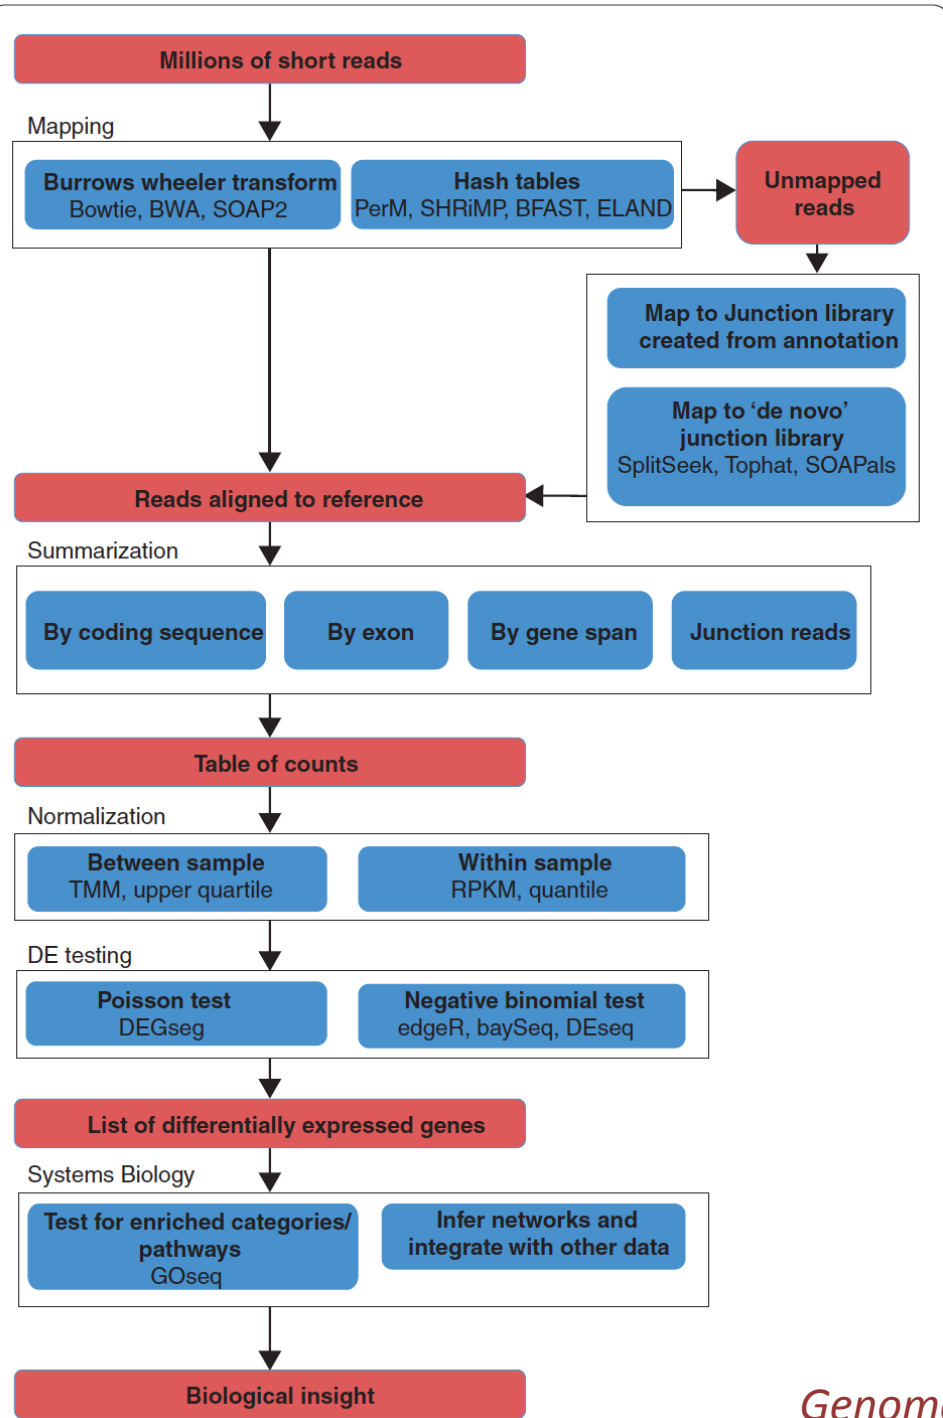 Millions of short reads
Mapping
Burrows wheeler transform
Bowtie, BWA, SOAP2
Hash tables
PerM, SHRiMP, BFAST, ELAND
Unmapped
reads
Map to Junction library
created from annotation
Map to ‘de novo’
junction library
SplitSeek, Tophat, SOAPals
Reads aligned to reference
Summarization
By coding sequence
By exon
By gene span
Junction reads
Table of counts
Normalization
Between sample
TMM, upper quartile
Within sample
RPKM, quantile
DE testing
Poisson test
DEGseg
Negative binomial test
edgeR, baySeq, DEseq
List of differentially expressed genes
Systems Biology
Test for enriched categories/
pathways
GOseq
Infer networks and
integrate with other data
Biological insight